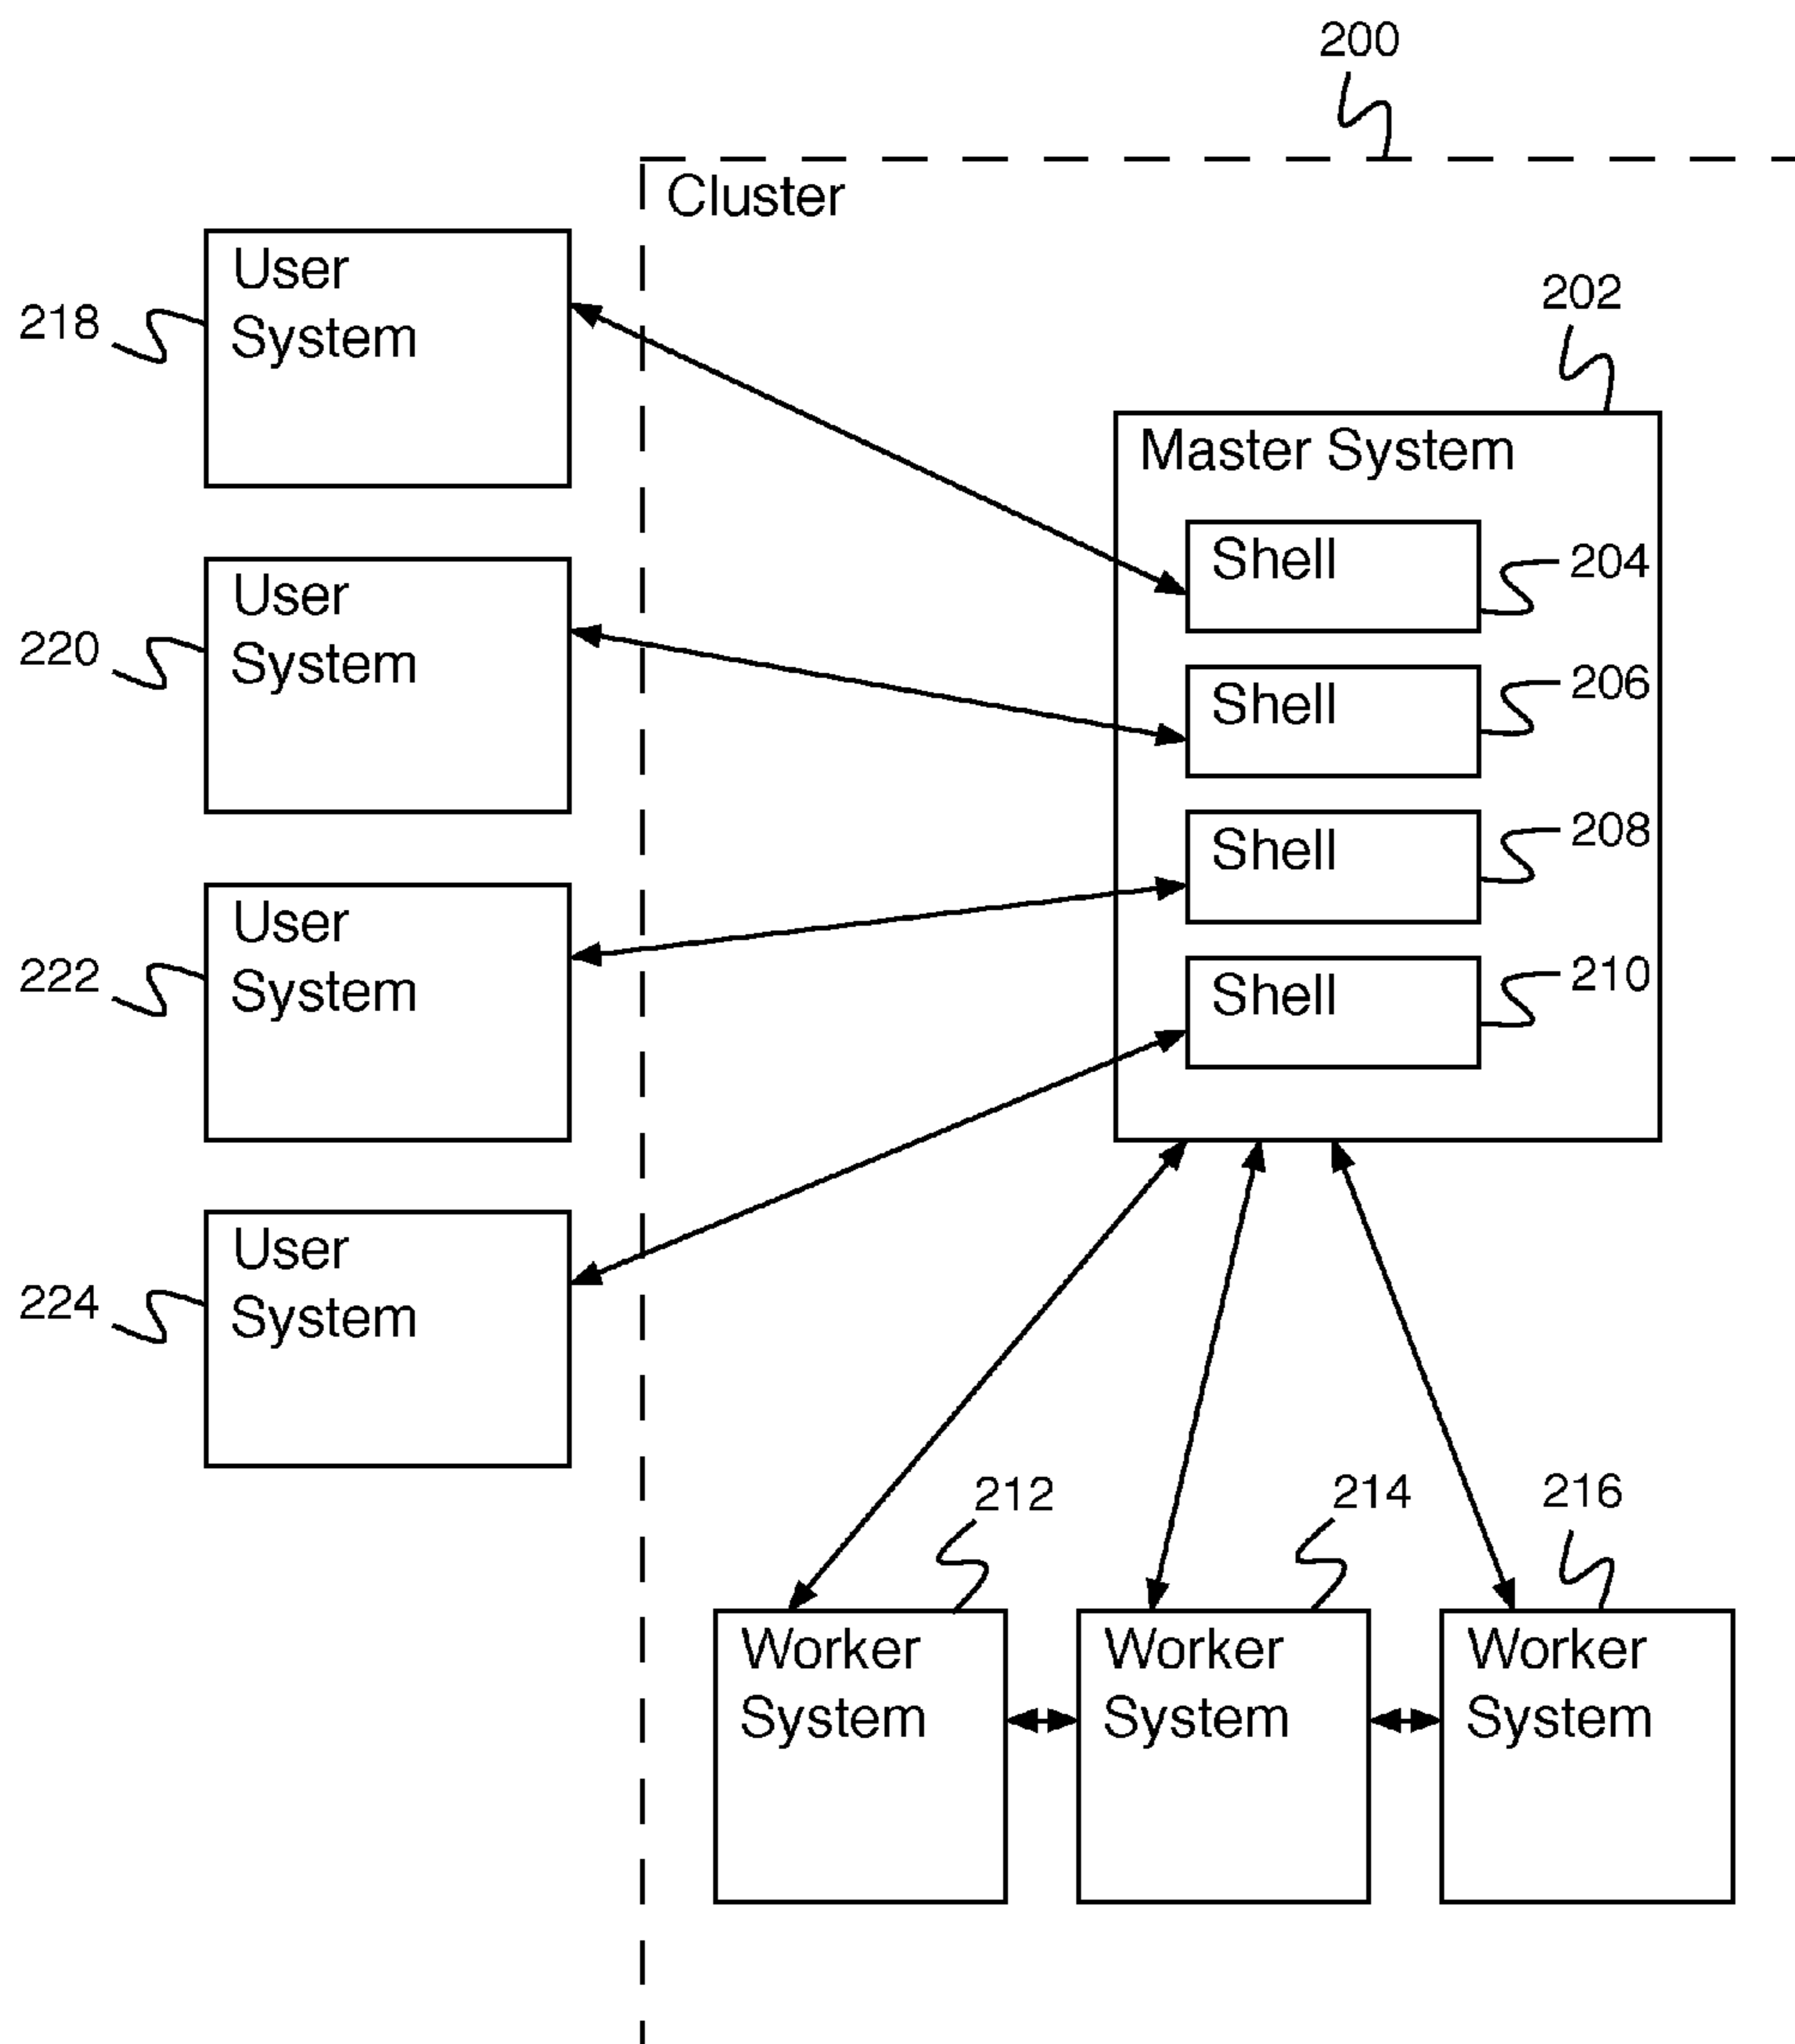 200
Cluster
User
System
218
202
Master System
Shell
204
User
System
220
Shell
206
Shell
208
User
System
222
Shell
210
User
System
224
212
214
216
Worker
System
Worker
System
Worker
System